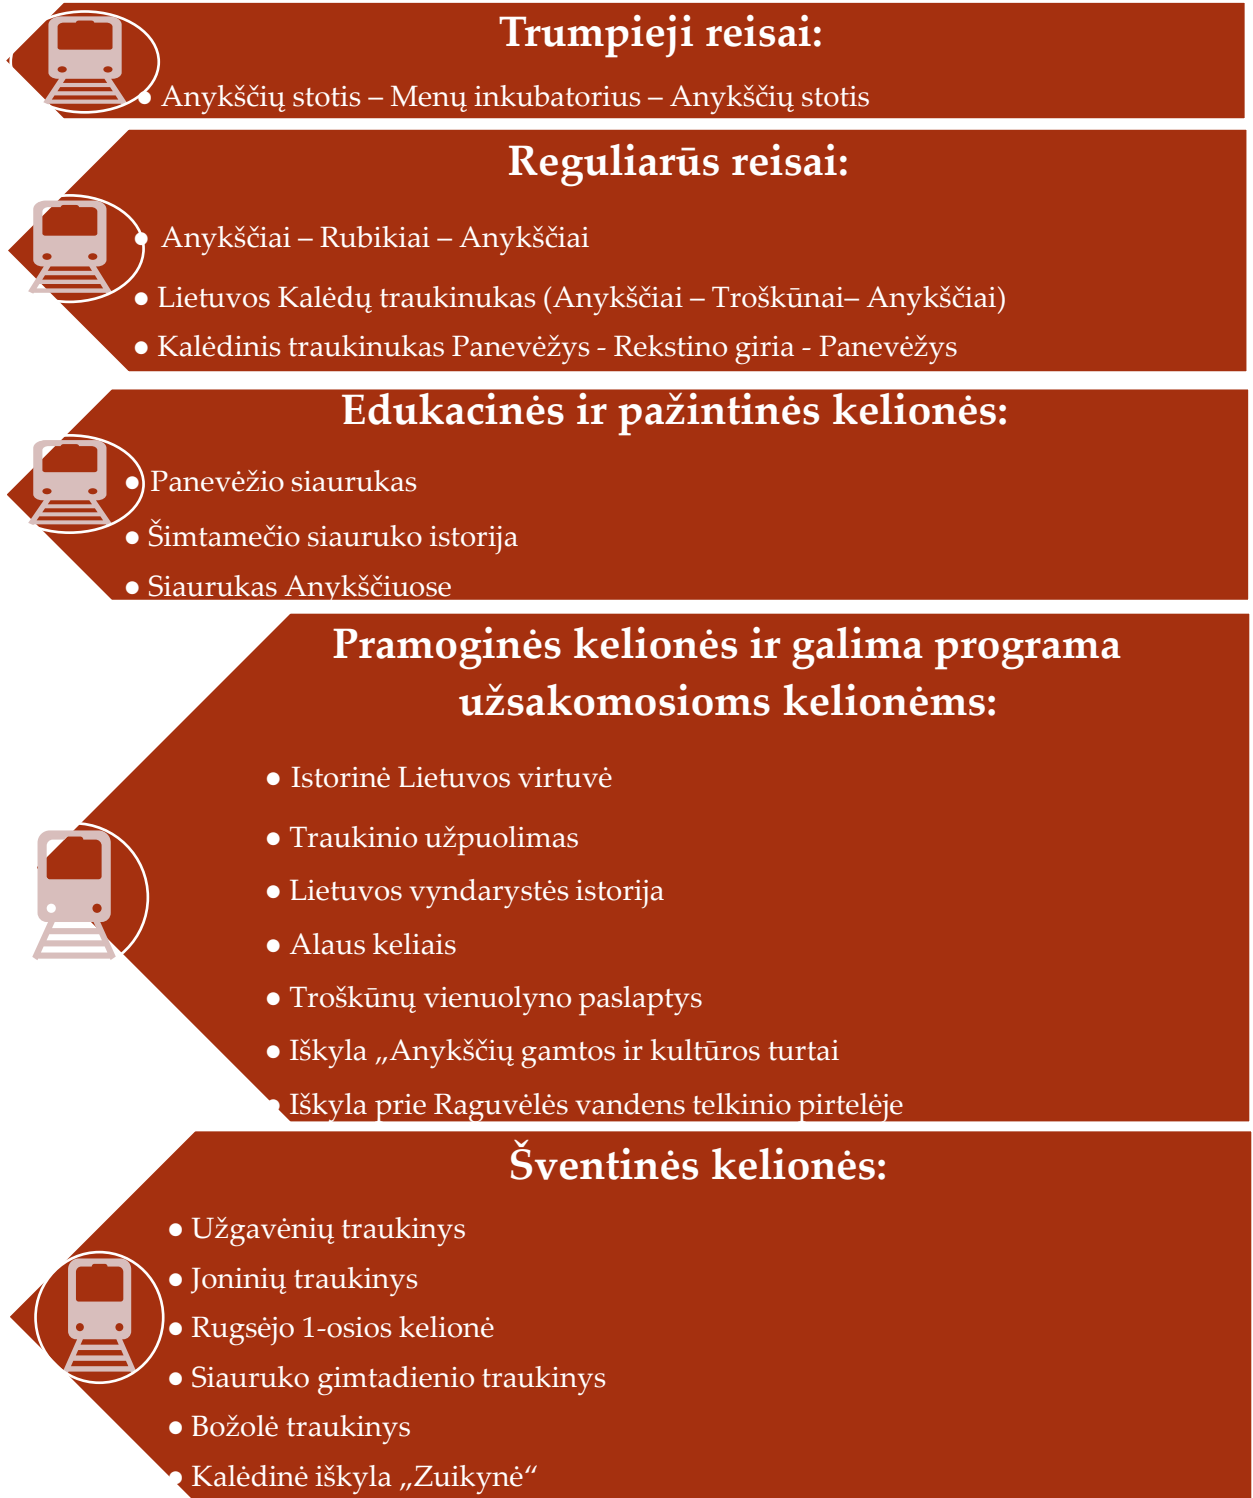 Trumpieji reisai:
● Anykščių stotis – Menų inkubatorius – Anykščių stotis
Reguliarūs reisai:
● Anykščiai – Rubikiai – Anykščiai
● Lietuvos Kalėdų traukinukas (Anykščiai – Troškūnai– Anykščiai)
● Kalėdinis traukinukas Panevėžys - Rekstino giria - Panevėžys
Edukacinės ir pažintinės kelionės:
● Panevėžio siaurukas
● Šimtamečio siauruko istorija
● Siaurukas Anykščiuose
Pramoginės kelionės ir galima programa
užsakomosioms kelionėms:
● Istorinė Lietuvos virtuvė
● Traukinio užpuolimas
● Lietuvos vyndarystės istorija
● Alaus keliais
● Troškūnų vienuolyno paslaptys
● Iškyla „Anykščių gamtos ir kultūros turtai
● Iškyla prie Raguvėlės vandens telkinio pirtelėje
Šventinės kelionės:
● Užgavėnių traukinys
● Joninių traukinys
● Rugsėjo 1-osios kelionė
● Siauruko gimtadienio traukinys
● Božolė traukinys
● Kalėdinė iškyla „Zuikynė“